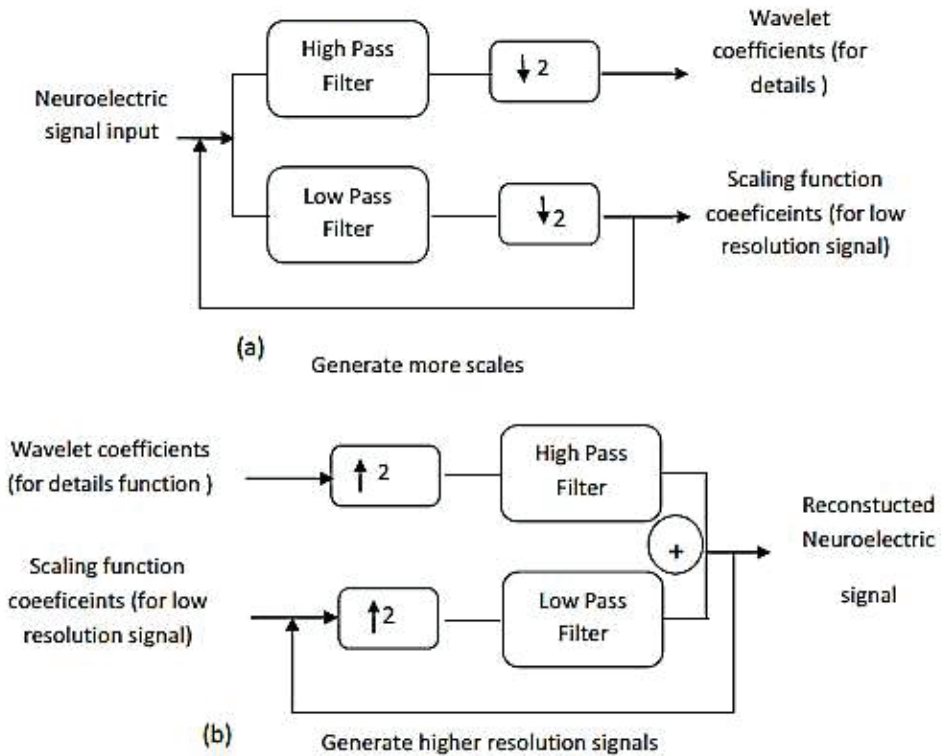 Neuroelectric
signal input
High Pass
Filter
↓ 2
Wavelet
coefficients (for
details )
Low Pass
Filter
↓ 2
Scaling function
coeeficeints (for low
resolution signal)
(a)
Generate more scales
Wavelet coefficients
(for details function )
↑ 2
High Pass
Filter
+
Reconstucted
Neuroelectric
signal
Scaling function
coeeficeints (for low
resolution signal)
↑ 2
Low Pass
Filter
(b)
Generate higher resolution signals